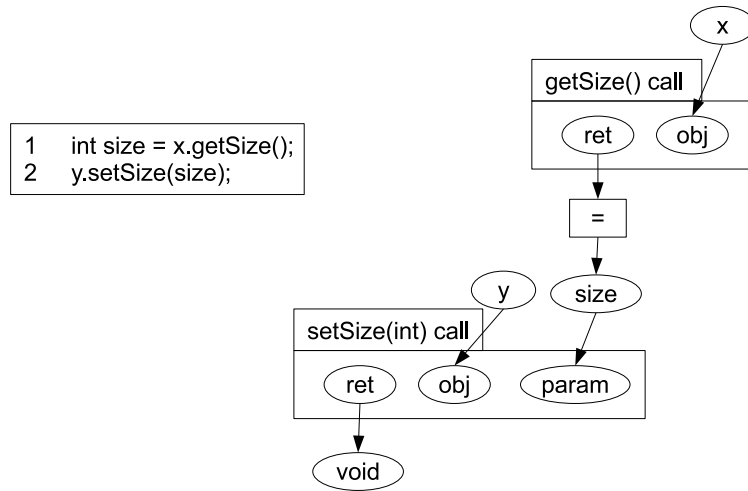 x
getSize() call
ret obj
1 int size = x.getSize();
2 y.setSize(size);
=
y size
setSize(int) call
ret obj param
void